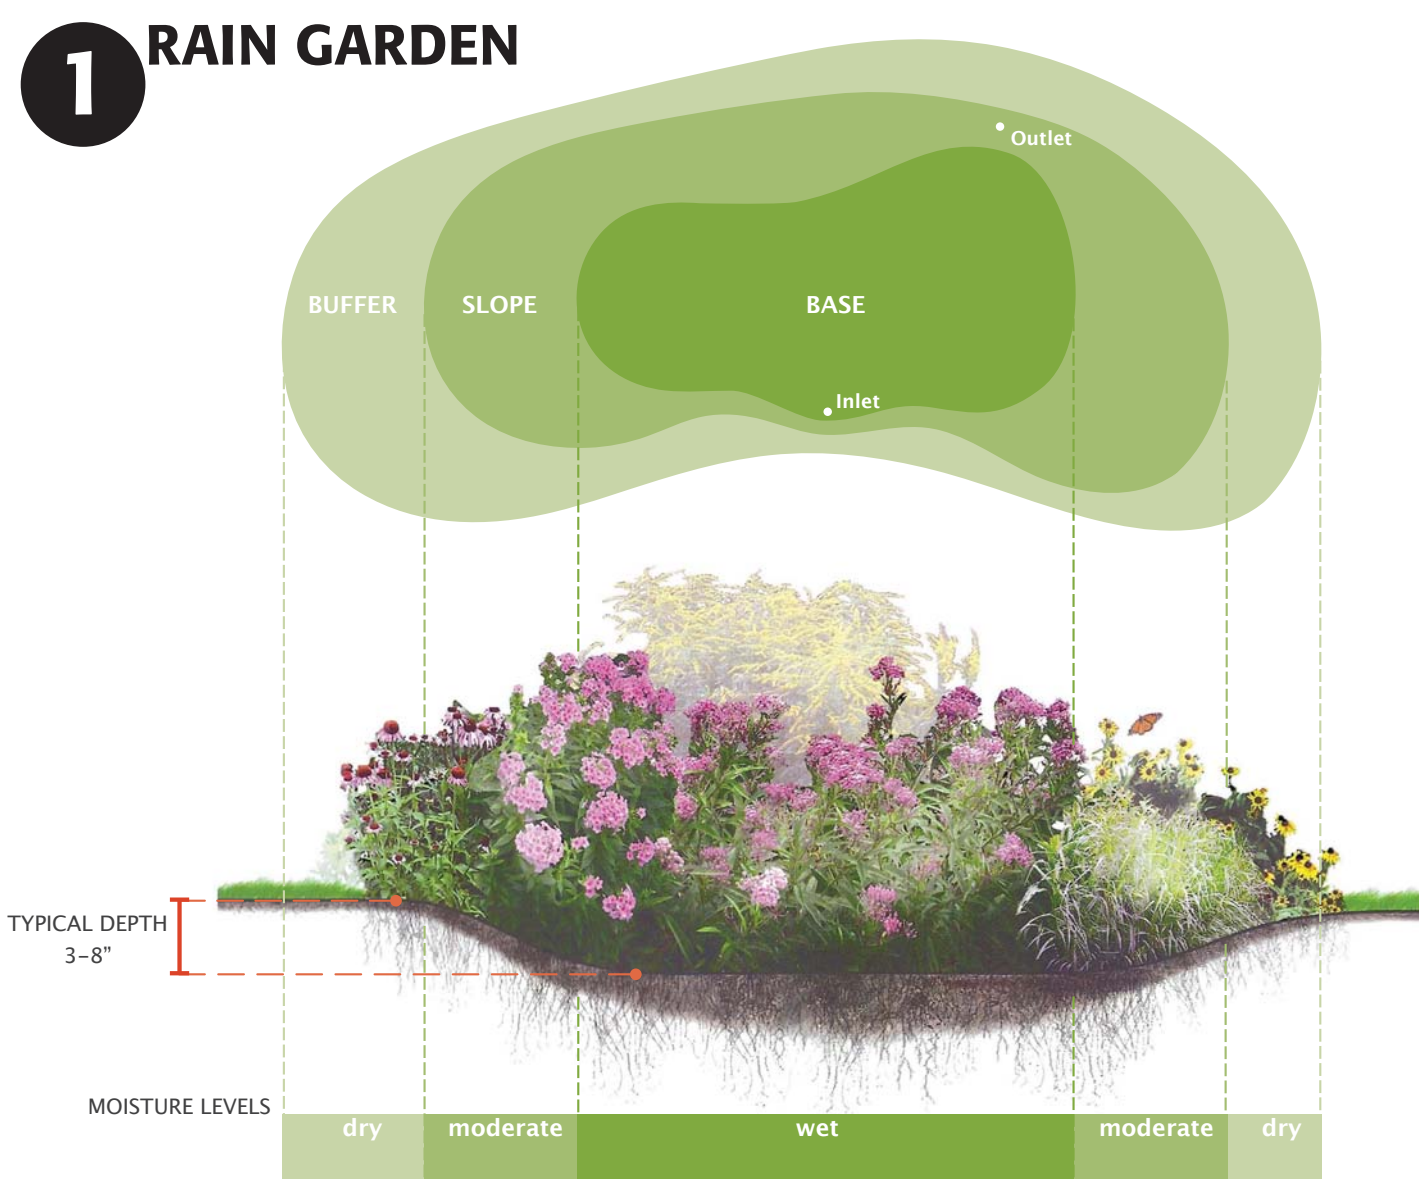 1 RAIN GARDEN
Outlet
BUFFER SLOPE BASE
Inlet
TYPICAL DEPTH
3–8”
MOISTURE LEVELS
dry moderate wet moderate dry